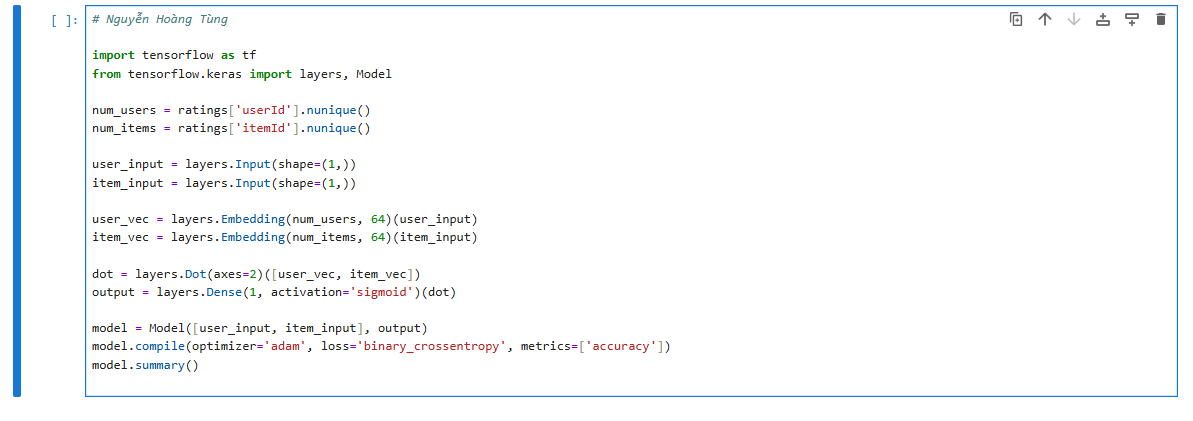 [ ]:
# Nguyễn Hoàng Tùng
import tensorflow as tf
from tensorflow.keras import layers, Model
num_users = ratings['userId'].nunique()
num_items = ratings['itemId'].nunique()
user_input = layers.Input(shape=(1,))
item_input = layers.Input(shape=(1,))
user_vec = layers.Embedding(num_users, 64)(user_input)
item_vec = layers.Embedding(num_items, 64)(item_input)
dot = layers.Dot(axes=2)([user_vec, item_vec])
output = layers.Dense(1, activation='sigmoid')(dot)
model = Model([user_input, item_input], output)
model.compile(optimizer='adam', loss='binary_crossentropy', metrics=['accuracy'])
model.summary()